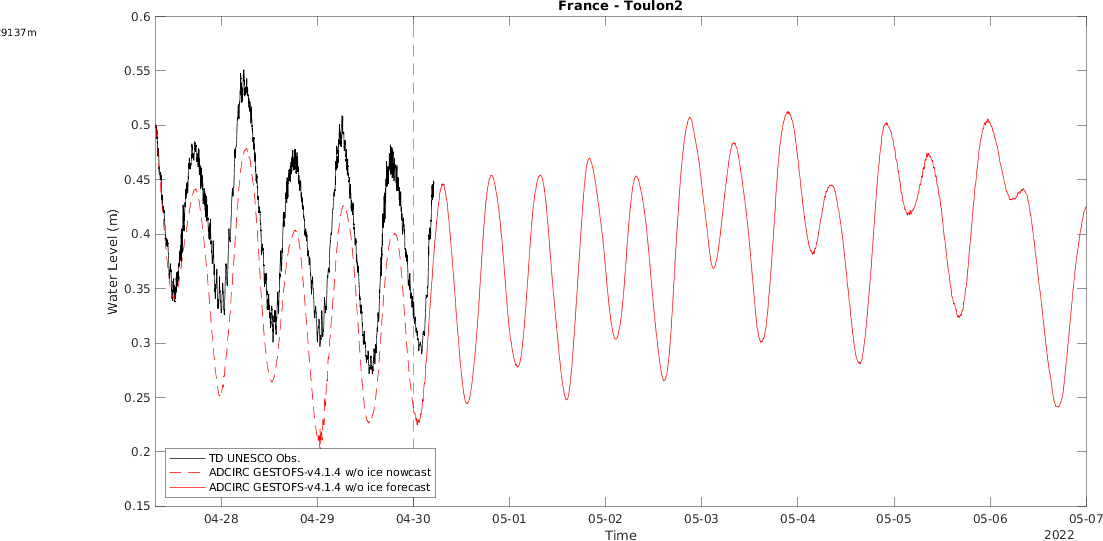 France - Toulon2
9137m
0.6
0.55
0.5
0.45
0.4
0.35
0.3
0.25
0.2
0.15
Water Level (m)
TD UNESCO Obs.
ADCIRC GESTOFS-v4.1.4 w/o ice nowcast
ADCIRC GESTOFS-v4.1.4 w/o ice forecast
04-28 04-29 04-30 05-01 05-02 05-03 05-04 05-05 05-06 05-07
Time
2022